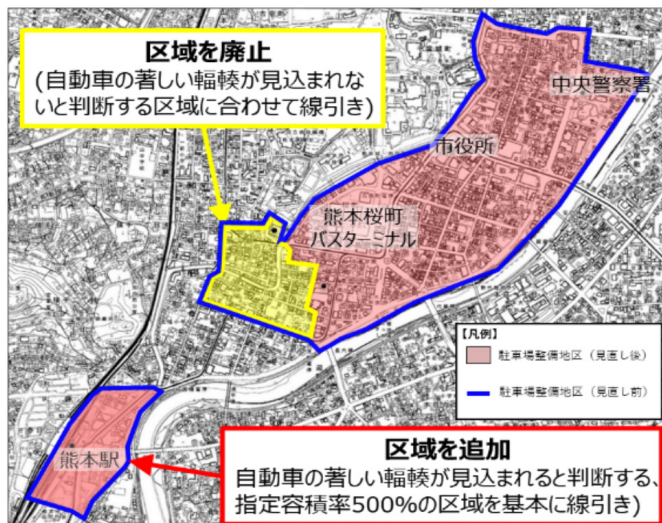 区域を廃止
(自動車の著しい輻輳が見込まれな
いと判断する区域に合わせて線引き)
中央警察署
市役所
熊本桜町
バスターミナル
【凡例】
駐車場整備地区（見直し後）
駐車場整備地区（見直し前）
熊本駅
区域を追加
自動車の著しい輻輳が見込まれると判断する、
指定容積率500%の区域を基本に線引き)